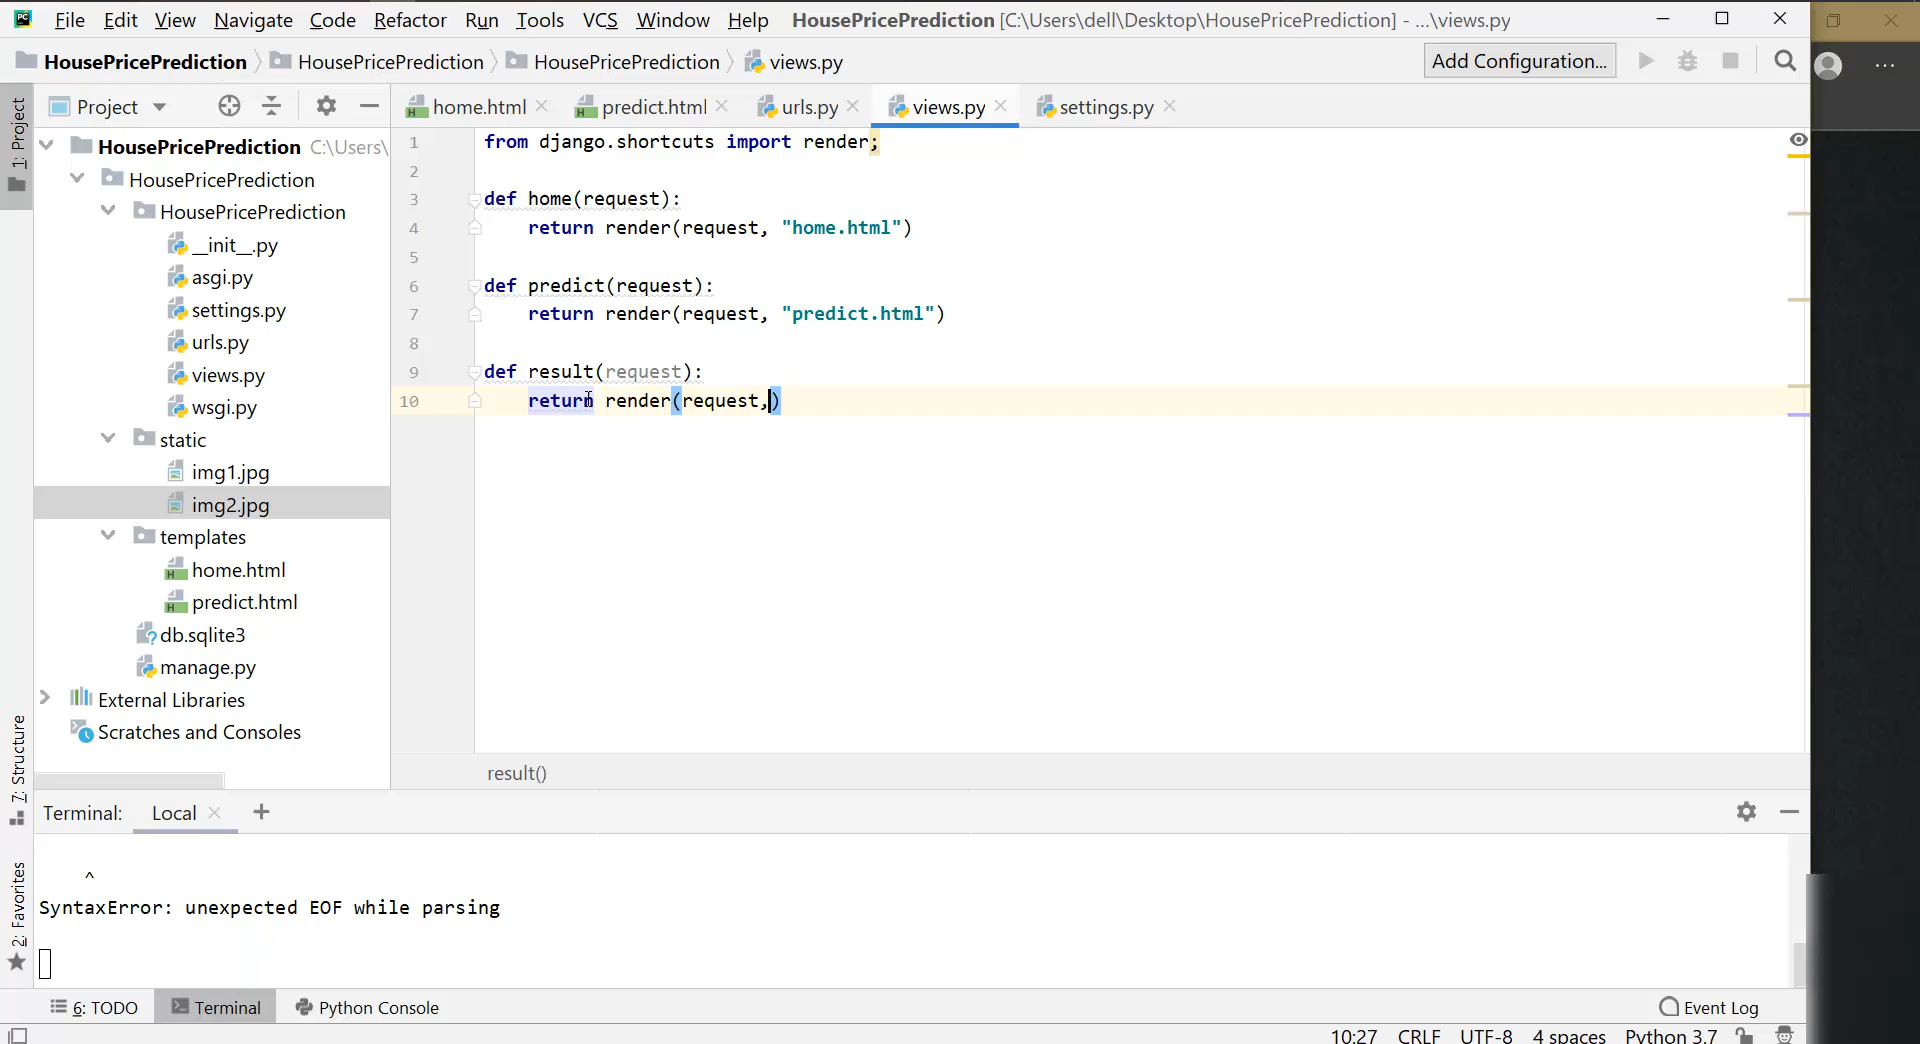 PC File Edit View Navigate Code Refactor Run Tools VCS Window Help HousePricePrediction [C:\Users\dell\Desktop\HousePricePrediction] - ...\views.py
HousePricePrediction HousePricePrediction HousePricePrediction views.py Add Configuration...
1: Project
Project
home.html predict.html urls.py views.py settings.py
HousePricePrediction C:\Users\
HousePricePrediction
HousePricePrediction
__init__.py
asgi.py
settings.py
urls.py
views.py
wsgi.py
static
img1.jpg
img2.jpg
templates
home.html
predict.html
db.sqlite3
manage.py
External Libraries
Scratches and Consoles
1 from django.shortcuts import render;
2
3 def home(request):
4 return render(request, "home.html")
5
6 def predict(request):
7 return render(request, "predict.html")
8
9 def result(request):
10 return render(request,)
result()
7: Structure
2: Favorites
Terminal: Local
^
SyntaxError: unexpected EOF while parsing
6: TODO Terminal Python Console Event Log
10:27 CRLF UTF-8 4 spaces Python 3.7